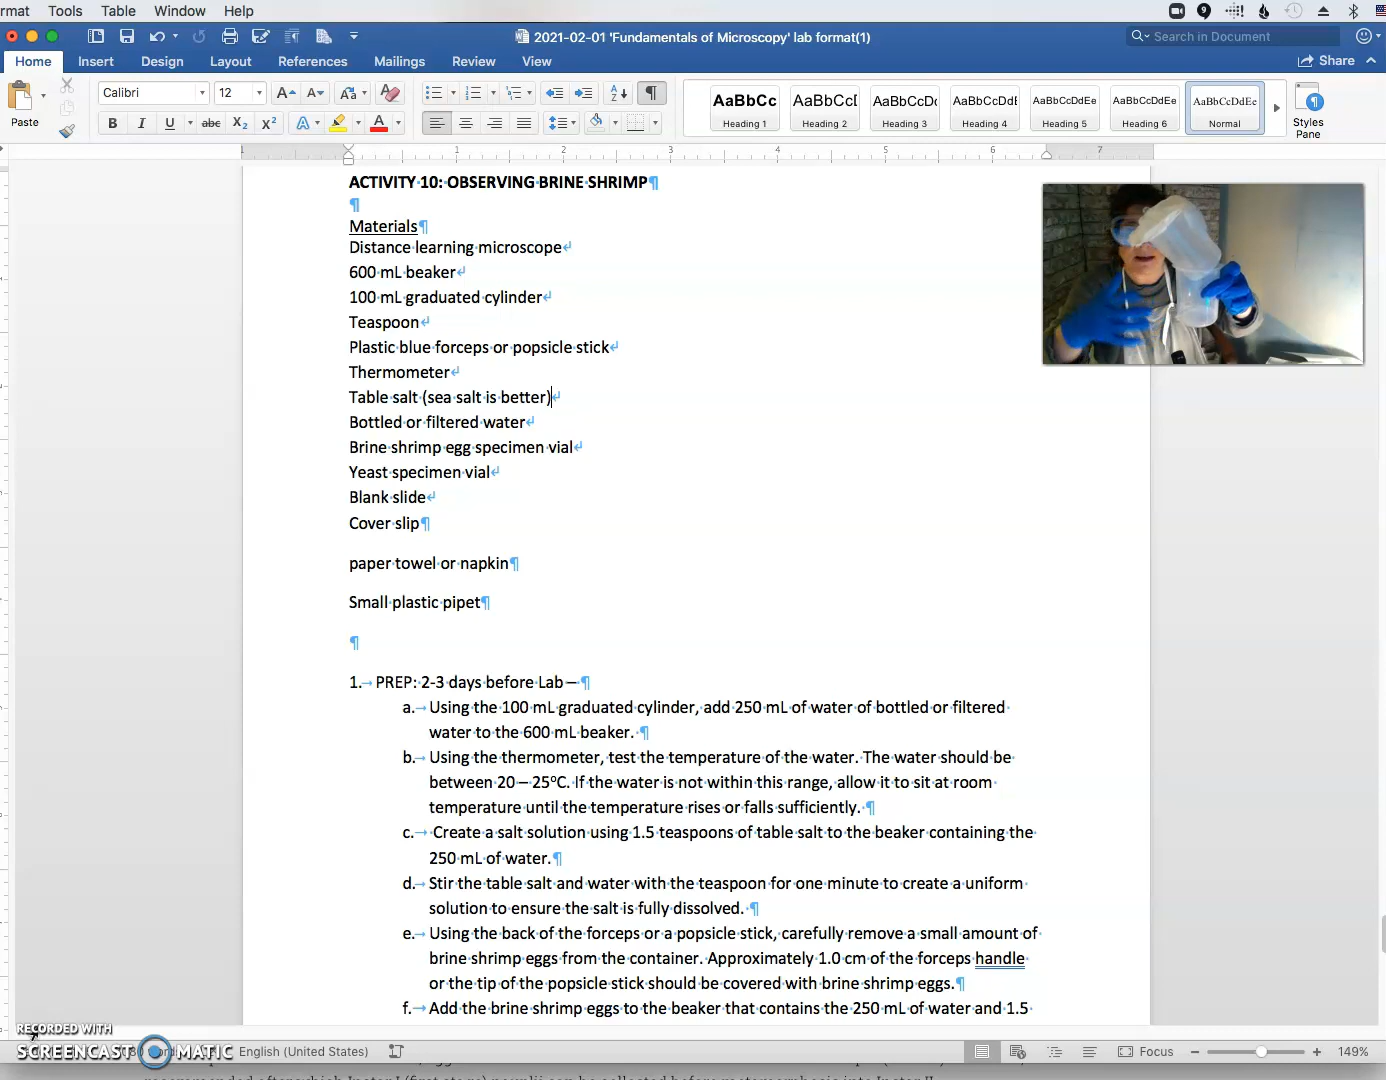 rmat Tools Table Window Help
2021-02-01 'Fundamentals of Microscopy' lab format(1)
Search in Document
Home Insert Design Layout References Mailings Review View Share
Paste
Calibri 12
AaBbCc AaBbCcI AaBbCcDc AaBbCcDdE AaBbCcDdEe AaBbCcDdEe AaBbCcDdEe
Heading 1 Heading 2 Heading 3 Heading 4 Heading 5 Heading 6 Normal
Styles
Pane
1 1 2 3 4 5 6 7
ACTIVITY 10: OBSERVING BRINE SHRIMP
Materials
Distance learning microscope
600 mL beaker
100 mL graduated cylinder
Teaspoon
Plastic blue forceps or popsicle stick
Thermometer
Table salt (sea salt is better)
Bottled or filtered water
Brine shrimp egg specimen vial
Yeast specimen vial
Blank slide
Cover slip
paper towel or napkin
Small plastic pipet
1. PREP: 2-3 days before Lab –
a. Using the 100 mL graduated cylinder, add 250 mL of water of bottled or filtered
water to the 600 mL beaker.
b. Using the thermometer, test the temperature of the water. The water should be
between 20 – 25°C. If the water is not within this range, allow it to sit at room
temperature until the temperature rises or falls sufficiently.
c. Create a salt solution using 1.5 teaspoons of table salt to the beaker containing the
250 mL of water.
d. Stir the table salt and water with the teaspoon for one minute to create a uniform
solution to ensure the salt is fully dissolved.
e. Using the back of the forceps or a popsicle stick, carefully remove a small amount of
brine shrimp eggs from the container. Approximately 1.0 cm of the forceps handle
or the tip of the popsicle stick should be covered with brine shrimp eggs.
f. Add the brine shrimp eggs to the beaker that contains the 250 mL of water and 1.5
RECORDED WITH
SCREENCAST MATIC
English (United States) Focus 149%